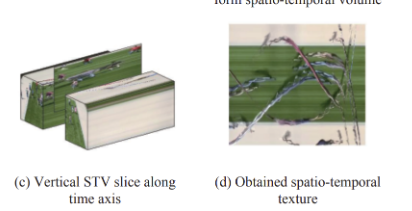 form spatio-temporal volume
(c) Vertical STV slice along
time axis
(d) Obtained spatio-temporal
texture